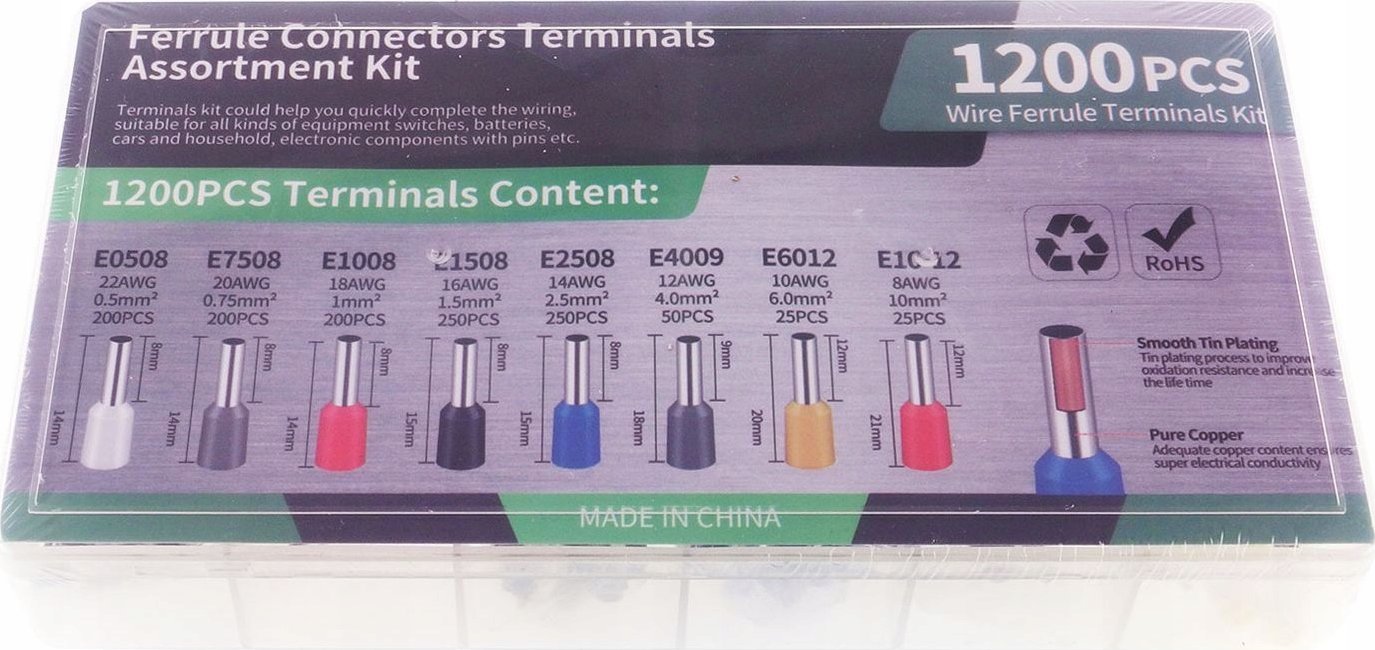 Ferrule Connectors Terminals
Assortment Kit
1200PCS
Wire Ferrule Terminals Kit
Terminals kit could help you quickly complete the wiring,
suitable for all kinds of equipment switches, batteries,
cars and household, electronic components with pins etc.
1200PCS Terminals Content:
E0508 E7508 E1008 E1508 E2508 E4009 E6012
22AWG 20AWG 18AWG 16AWG 14AWG 12AWG 10AWG 8AWG
0.5mm² 0.75mm² 1mm² 1.5mm² 2.5mm² 4.0mm² 6.0mm² 10mm²
200PCS 200PCS 200PCS 250PCS 250PCS 50PCS 25PCS 25PCS
RoHS
8mm 8mm 8mm 8mm 8mm 9mm 12mm 12mm
14mm 14mm 14mm 15mm 15mm 18mm 20mm 21mm
Smooth Tin Plating
Tin plating process to improve
oxidation resistance and increase
the life time
Pure Copper
Adequate copper content ensures
super electrical conductivity
MADE IN CHINA